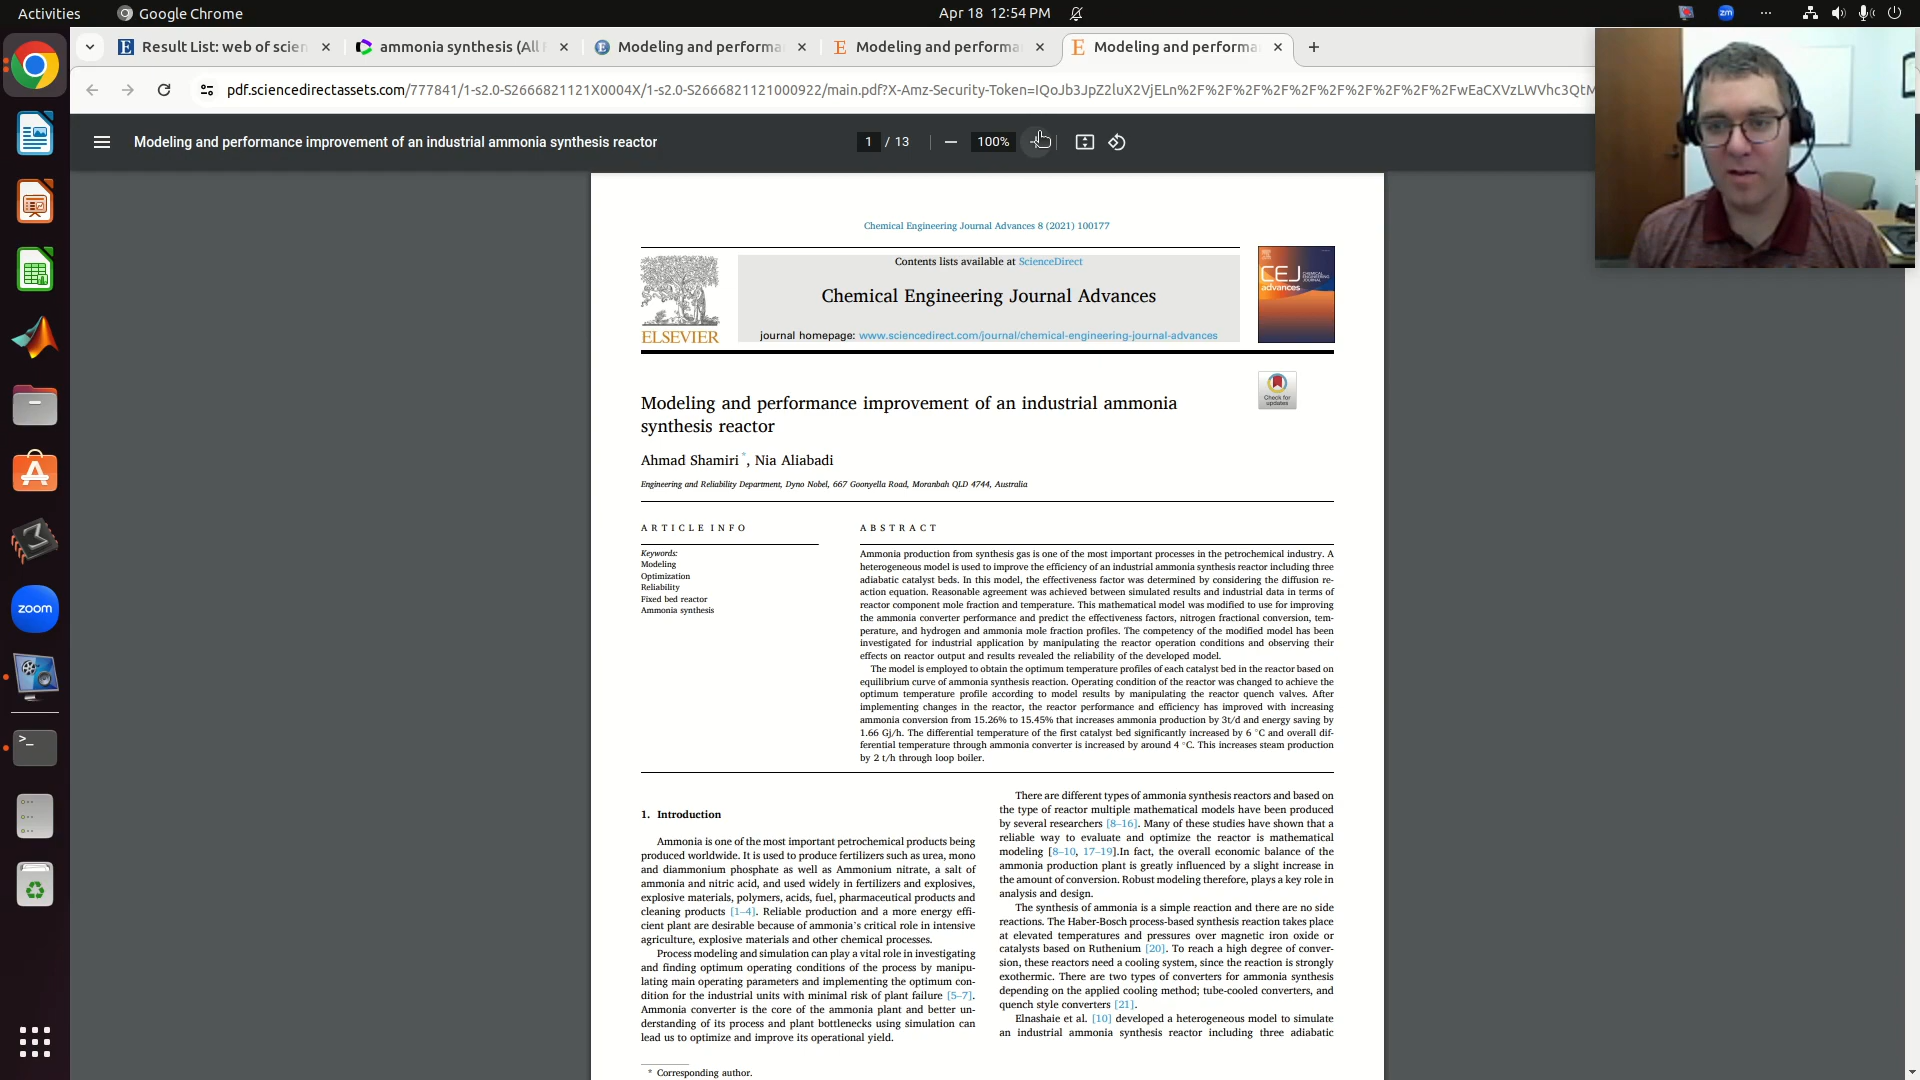 Activities
Google Chrome
Apr 18 12:54 PM
zm
Result List: web of scien
ammonia synthesis (All
Modeling and performa
Modeling and performa
Modeling and performa
pdf.sciencedirectassets.com/777841/1-s2.0-S2666821121X0004X/1-s2.0-S2666821121000922/main.pdf?X-Amz-Security-Token=IQoJb3JpZ2luX2VjELn%2F%2F%2F%2F%2F%2F%2F%2F%2F%2FwEaCXVzLWVhc3QtM
Modeling and performance improvement of an industrial ammonia synthesis reactor
1 / 13
100%
Chemical Engineering Journal Advances 8 (2021) 100177
Contents lists available at ScienceDirect
Chemical Engineering Journal Advances
journal homepage: www.sciencedirect.com/journal/chemical-engineering-journal-advances
ELSEVIER
CEJ
advances
Check for
updates
Modeling and performance improvement of an industrial ammonia
synthesis reactor
Ahmad Shamiri *, Nia Aliabadi
Engineering and Reliability Department, Dyno Nobel, 667 Goonyella Road, Moranbah QLD 4744, Australia
ARTICLE INFO
Keywords:
Modeling
Optimization
Reliability
Fixed bed reactor
Ammonia synthesis
ABSTRACT
Ammonia production from synthesis gas is one of the most important processes in the petrochemical industry. A
heterogeneous model is used to improve the efficiency of an industrial ammonia synthesis reactor including three
adiabatic catalyst beds. In this model, the effectiveness factor was determined by considering the diffusion re-
action equation. Reasonable agreement was achieved between simulated results and industrial data in terms of
reactor component mole fraction and temperature. This mathematical model was modified to use for improving
the ammonia converter performance and predict the effectiveness factors, nitrogen fractional conversion, tem-
perature, and hydrogen and ammonia mole fraction profiles. The competency of the modified model has been
investigated for industrial application by manipulating the reactor operation conditions and observing their
effects on reactor output and results revealed the reliability of the developed model.
The model is employed to obtain the optimum temperature profiles of each catalyst bed in the reactor based on
equilibrium curve of ammonia synthesis reaction. Operating condition of the reactor was changed to achieve the
optimum temperature profile according to model results by manipulating the reactor quench valves. After
implementing changes in the reactor, the reactor performance and efficiency has improved with increasing
ammonia conversion from 15.26% to 15.45% that increases ammonia production by 3t/d and energy saving by
1.66 Gj/h. The differential temperature of the first catalyst bed significantly increased by 6 °C and overall dif-
ferential temperature through ammonia converter is increased by around 4 °C. This increases steam production
by 2 t/h through loop boiler.
1. Introduction
Ammonia is one of the most important petrochemical products being
produced worldwide. It is used to produce fertilizers such as urea, mono
and diammonium phosphate as well as Ammonium nitrate, a salt of
ammonia and nitric acid, and used widely in fertilizers and explosives,
explosive materials, polymers, acids, fuel, pharmaceutical products and
cleaning products [1–4]. Reliable production and a more energy effi-
cient plant are desirable because of ammonia's critical role in intensive
agriculture, explosive materials and other chemical processes.
Process modeling and simulation can play a vital role in investigating
and finding optimum operating conditions of the process by manipu-
lating main operating parameters and implementing the optimum con-
dition for the industrial units with minimal risk of plant failure [5–7].
Ammonia converter is the core of the ammonia plant and better un-
derstanding of its process and plant bottlenecks using simulation can
lead us to optimize and improve its operational yield.
* Corresponding author.
There are different types of ammonia synthesis reactors and based on
the type of reactor multiple mathematical models have been produced
by several researchers [8–16]. Many of these studies have shown that a
reliable way to evaluate and optimize the reactor is mathematical
modeling [8–10, 17–19].In fact, the overall economic balance of the
ammonia production plant is greatly influenced by a slight increase in
the amount of conversion. Robust modeling therefore, plays a key role in
analysis and design.
The synthesis of ammonia is a simple reaction and there are no side
reactions. The Haber-Bosch process-based synthesis reaction takes place
at elevated temperatures and pressures over magnetic iron oxide or
catalysts based on Ruthenium [20]. To reach a high degree of conver-
sion, these reactors need a cooling system, since the reaction is strongly
exothermic. There are two types of converters for ammonia synthesis
depending on the applied cooling method; tube-cooled converters, and
quench style converters [21].
Elnashaie et al. [10] developed a heterogeneous model to simulate
an industrial ammonia synthesis reactor including three adiabatic
zoom